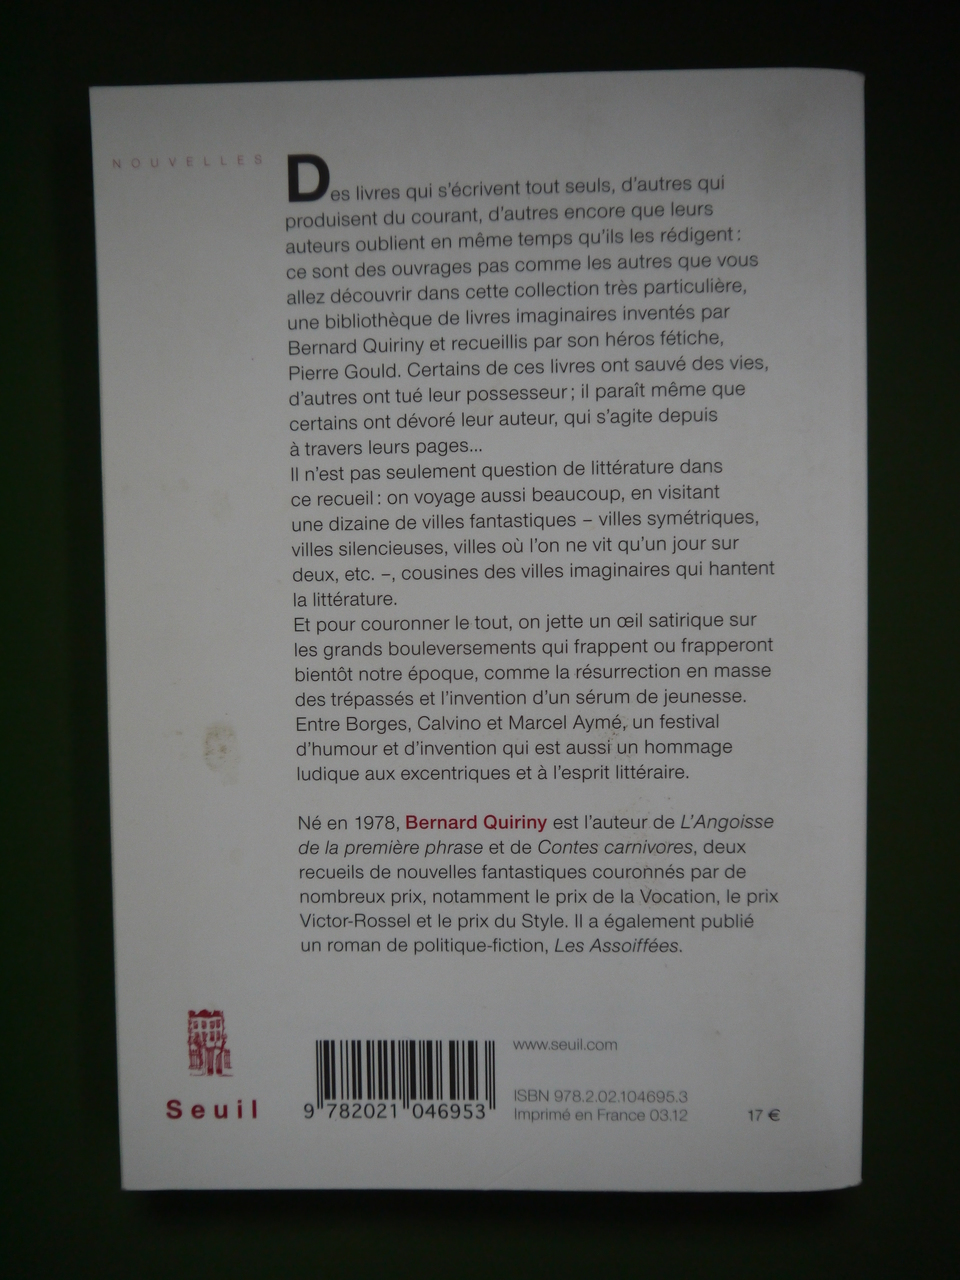 NOUVELLES
Des livres qui s'écrivent tout seuls, d'autres qui
produisent du courant, d'autres encore que leurs
auteurs oublient en même temps qu'ils les rédigent :
ce sont des ouvrages pas comme les autres que vous
allez découvrir dans cette collection très particulière,
une bibliothèque de livres imaginaires inventés par
Bernard Quiriny et recueillis par son héros fétiche,
Pierre Gould. Certains de ces livres ont sauvé des vies,
d'autres ont tué leur possesseur ; il paraît même que
certains ont dévoré leur auteur, qui s'agite depuis
à travers leurs pages...
Il n'est pas seulement question de littérature dans
ce recueil : on voyage aussi beaucoup, en visitant
une dizaine de villes fantastiques – villes symétriques,
villes silencieuses, villes où l'on ne vit qu'un jour sur
deux, etc. –, cousines des villes imaginaires qui hantent
la littérature.
Et pour couronner le tout, on jette un œil satirique sur
les grands bouleversements qui frappent ou frapperont
bientôt notre époque, comme la résurrection en masse
des trépassés et l'invention d'un sérum de jeunesse.
Entre Borges, Calvino et Marcel Aymé, un festival
d'humour et d'invention qui est aussi un hommage
ludique aux excentriques et à l'esprit littéraire.
Né en 1978, Bernard Quiriny est l'auteur de L'Angoisse
de la première phrase et de Contes carnivores, deux
recueils de nouvelles fantastiques couronnés par de
nombreux prix, notamment le prix de la Vocation, le prix
Victor-Rossel et le prix du Style. Il a également publié
un roman de politique-fiction, Les Assoiffées.
Seuil
9 782021 046953
www.seuil.com
ISBN 978.2.02.104695.3
Imprimé en France 03.12
17 €